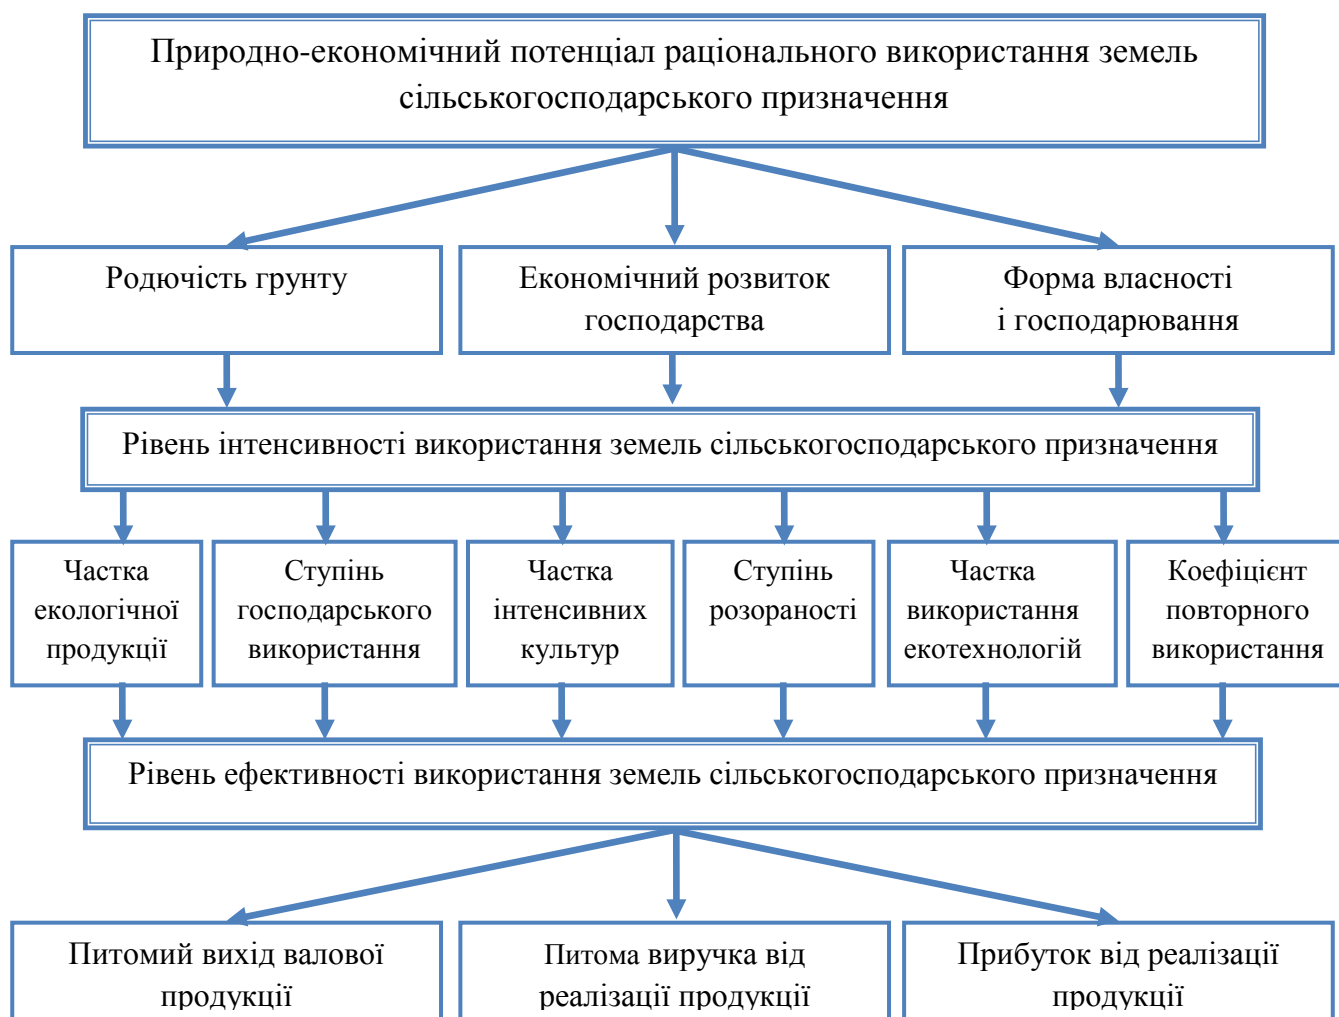 Природно-економічний потенціал раціонального використання земель
сільськогосподарського призначення
Родючість грунту
Економічний розвиток
господарства
Форма власності
і господарювання
Рівень інтенсивності використання земель сільськогосподарського призначення
Частка
екологічної
продукції
Ступінь
господарського
використання
Частка
інтенсивних
культур
Ступінь
розораності
Частка
використання
екотехнологій
Коефіцієнт
повторного
використання
Рівень ефективності використання земель сільськогосподарського призначення
Питомий вихід валової
продукції
Питома виручка від
реалізації продукції
Прибуток від реалізації
продукції